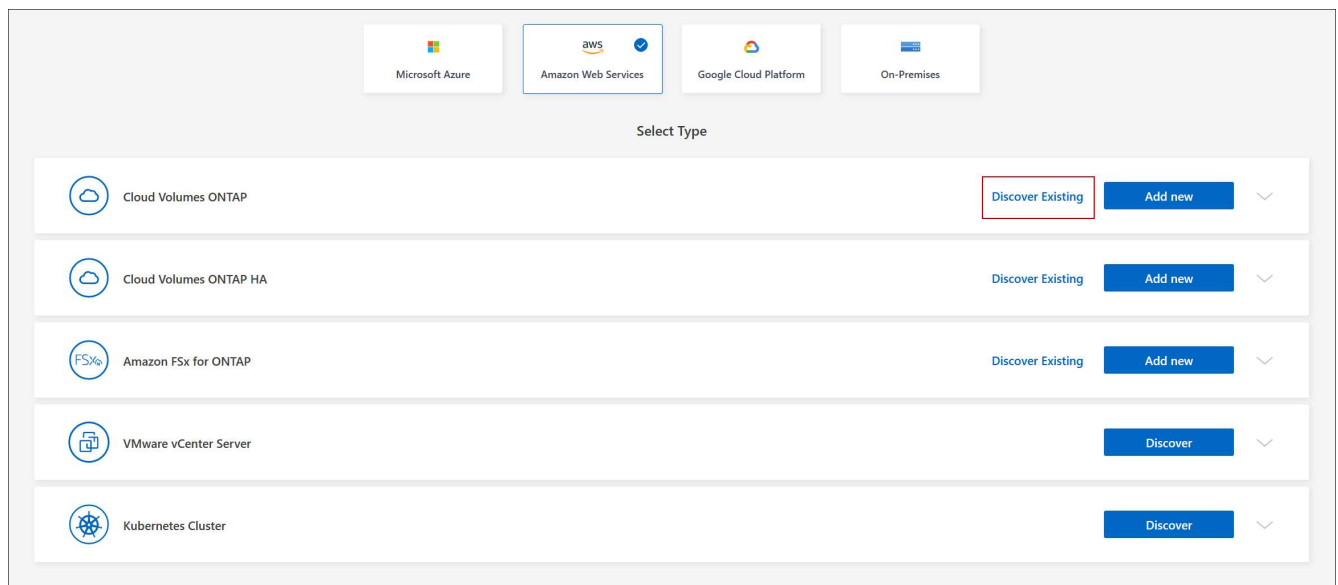 aws
Microsoft Azure
Amazon Web Services
Google Cloud Platform
On-Premises
Select Type
Cloud Volumes ONTAP
Discover Existing
Add new
Cloud Volumes ONTAP HA
Discover Existing
Add new
FSx
Amazon FSx for ONTAP
Discover Existing
Add new
VMware vCenter Server
Discover
Kubernetes Cluster
Discover